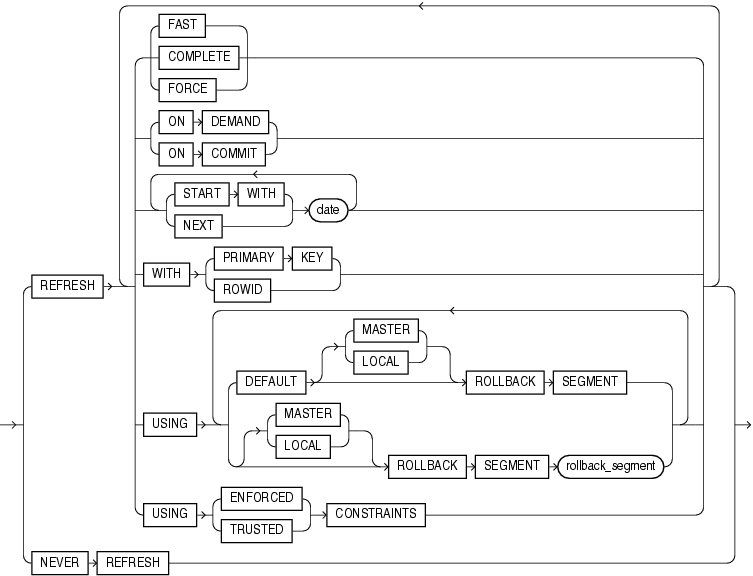 FAST
COMPLETE
FORCE
ON DEMAND
ON COMMIT
START WITH
NEXT
date
PRIMARY KEY
REFRESH
WITH
ROWID
MASTER
LOCAL
DEFAULT
ROLLBACK SEGMENT
MASTER
USING
LOCAL
ROLLBACK SEGMENT rollback_segment
ENFORCED
USING
CONSTRAINTS
TRUSTED
NEVER REFRESH